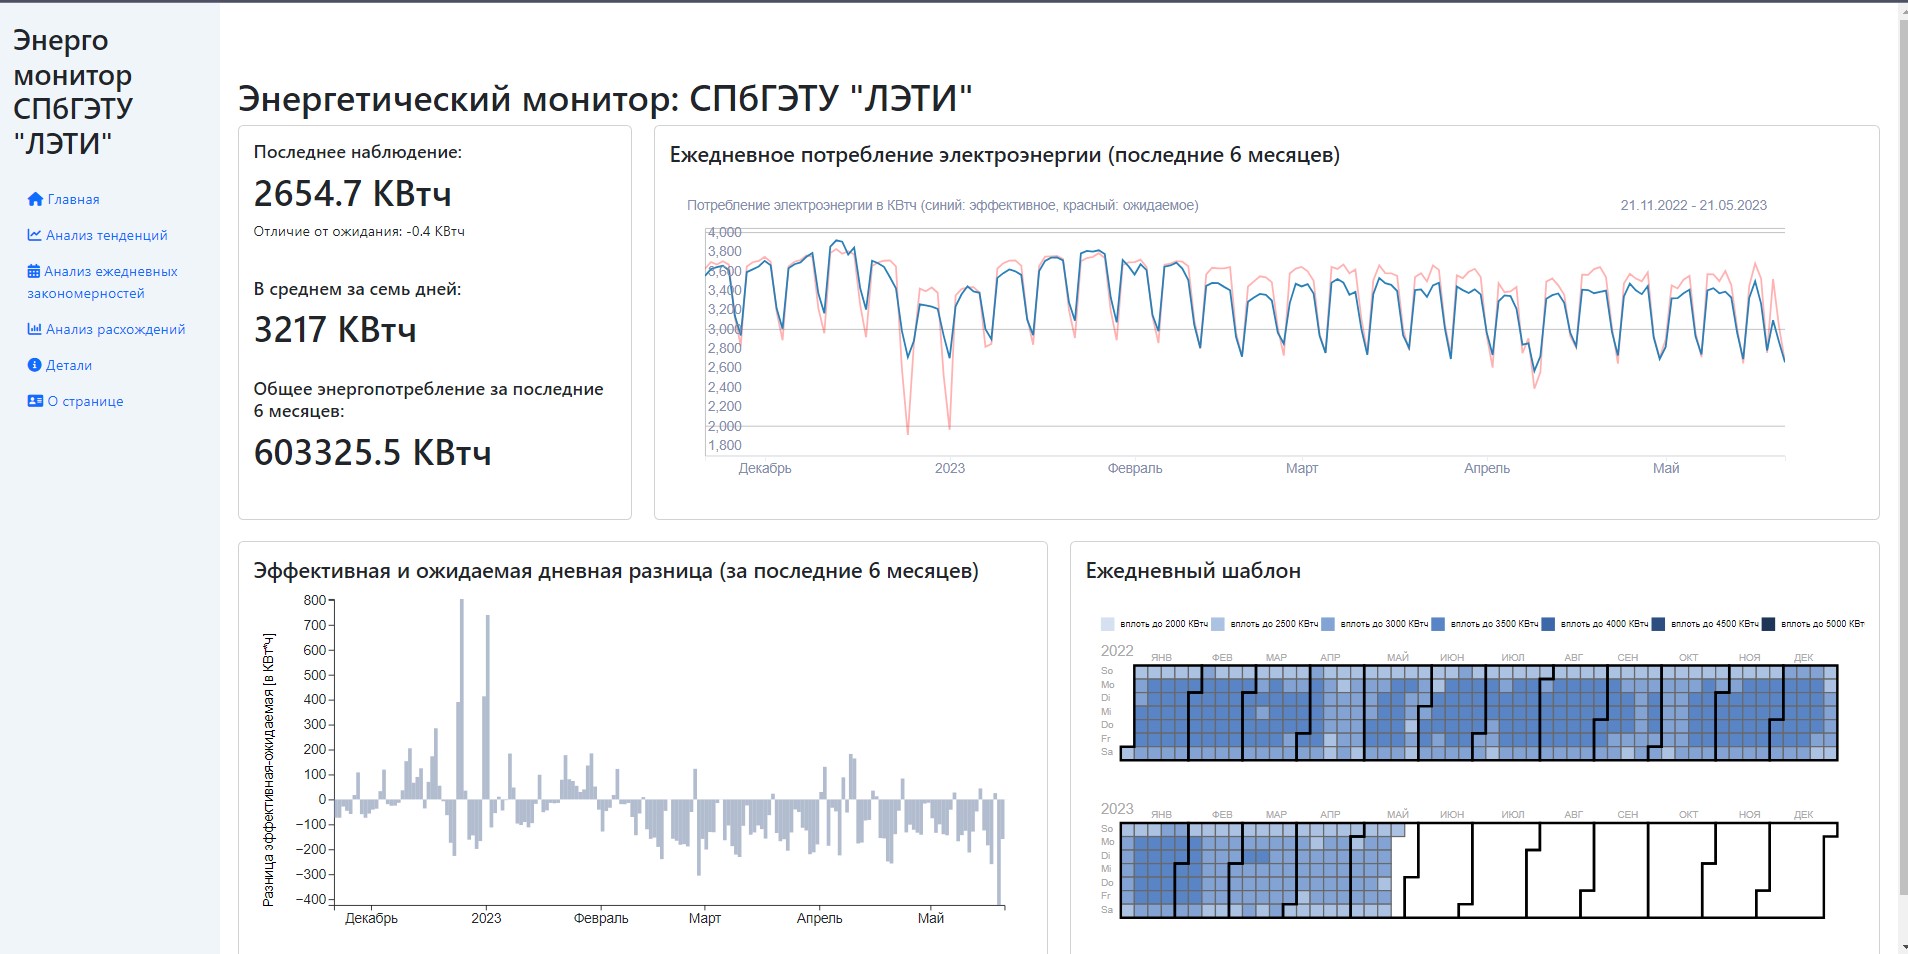 Энерго
монитор
СПбГЭТУ
"ЛЭТИ"
Главная
Анализ тенденций
Анализ ежедневных
закономерностей
Анализ расхождений
Детали
О странице
Энергетический монитор: СПбГЭТУ "ЛЭТИ"
Последнее наблюдение:
2654.7 КВтч
Отличие от ожидания: -0.4 КВтч
В среднем за семь дней:
3217 КВтч
Общее энергопотребление за последние
6 месяцев:
603325.5 КВтч
Ежедневное потребление электроэнергии (последние 6 месяцев)
Потребление электроэнергии в КВтч (синий: эффективное, красный: ожидаемое)
21.11.2022 - 21.05.2023
4,000
3,800
3,600
3,400
3,200
3,000
2,800
2,600
2,400
2,200
2,000
1,800
Декабрь 2023 Февраль Март Апрель Май
Эффективная и ожидаемая дневная разница (за последние 6 месяцев)
Разница эффективная-ожидаемая [в КВт*ч]
800
700
600
500
400
300
200
100
0
−100
−200
−300
−400
Декабрь 2023 Февраль Март Апрель Май
Ежедневный шаблон
вплоть до 2000 КВтч вплоть до 2500 КВтч вплоть до 3000 КВтч вплоть до 3500 КВтч вплоть до 4000 КВтч вплоть до 4500 КВтч вплоть до 5000 КВт
2022
ЯНВ ФЕВ МАР АПР МАЙ ИЮН ИЮЛ АВГ СЕН ОКТ НОЯ ДЕК
So
Mo
Di
Mi
Do
Fr
Sa
2023
ЯНВ ФЕВ МАР АПР МАЙ ИЮН ИЮЛ АВГ СЕН ОКТ НОЯ ДЕК
So
Mo
Di
Mi
Do
Fr
Sa